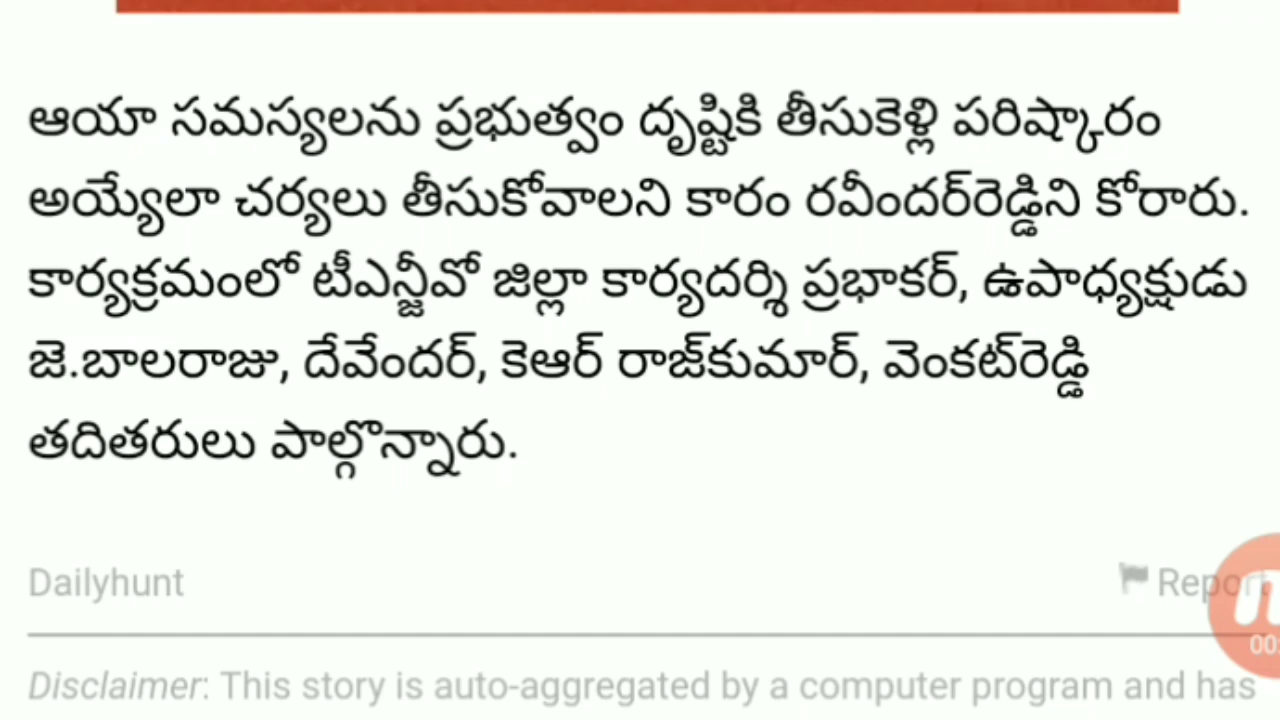 ఆయా సమస్యలను ప్రభుత్వం దృష్టికి తీసుకెళ్లి పరిష్కారం
అయ్యేలా చర్యలు తీసుకోవాలని కారం రవీందర్‌రెడ్డిని కోరారు.
కార్యక్రమంలో టీఎన్జీవో జిల్లా కార్యదర్శి ప్రభాకర్, ఉపాధ్యక్షుడు
జె.బాలరాజు, దేవేందర్, కెఆర్ రాజ్‌కుమార్, వెంకట్‌రెడ్డి
తదితరులు పాల్గొన్నారు.
Dailyhunt
Report
Disclaimer: This story is auto-aggregated by a computer program and has